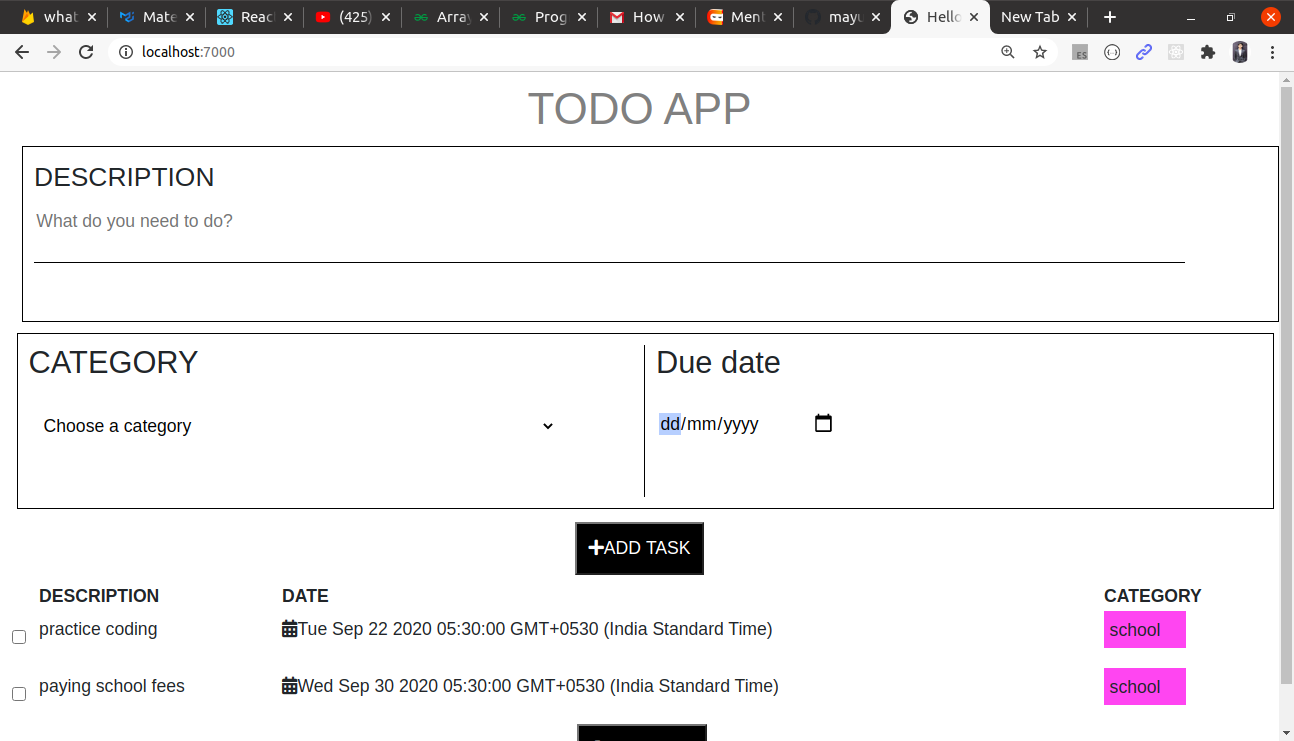 what
Mate
Reac
(425)
Array
Prog
How
Ment
mayu
Hello
New Tab
localhost:7000
ES
TODO APP
DESCRIPTION
What do you need to do?
CATEGORY
Due date
Choose a category
dd/mm/yyyy
ADD TASK
DESCRIPTION DATE CATEGORY
practice coding Tue Sep 22 2020 05:30:00 GMT+0530 (India Standard Time) school
paying school fees Wed Sep 30 2020 05:30:00 GMT+0530 (India Standard Time) school